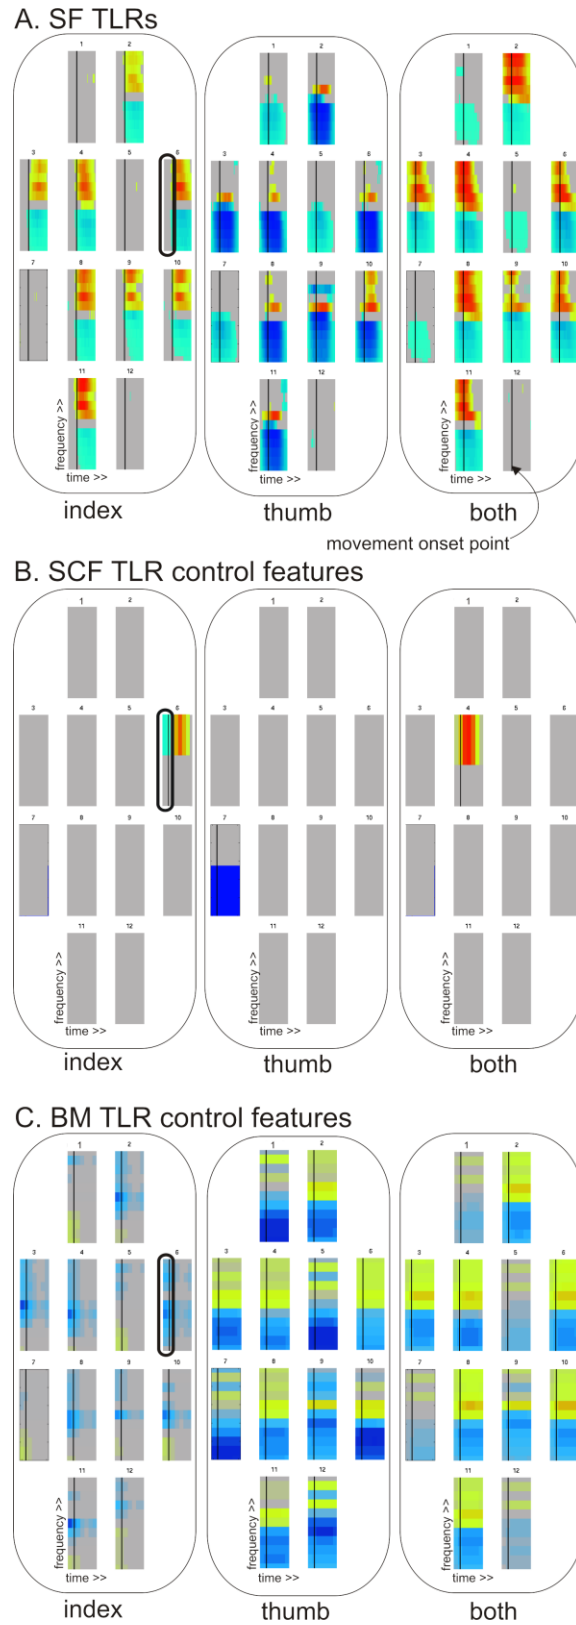 A. SF TLRs
1 2 1 2 1 2
3 4 5 6 3 4 5 6 3 4 5 6
7 8 9 10 7 8 9 10 7 8 9 10
11 12 11 12 11 12
frequency >> frequency >> frequency >>
time >> time >> time >>
index thumb both
movement onset point
B. SCF TLR control features
1 2 1 2 1 2
3 4 5 6 3 4 5 6 3 4 5 6
7 8 9 10 7 8 9 10 7 8 9 10
11 12 11 12 11 12
frequency >> frequency >> frequency >>
time >> time >> time >>
index thumb both
C. BM TLR control features
1 2 1 2 1 2
3 4 5 6 3 4 5 6 3 4 5 6
7 8 9 10 7 8 9 10 7 8 9 10
11 12 11 12 11 12
frequency >> frequency >> frequency >>
time >> time >> time >>
index thumb both